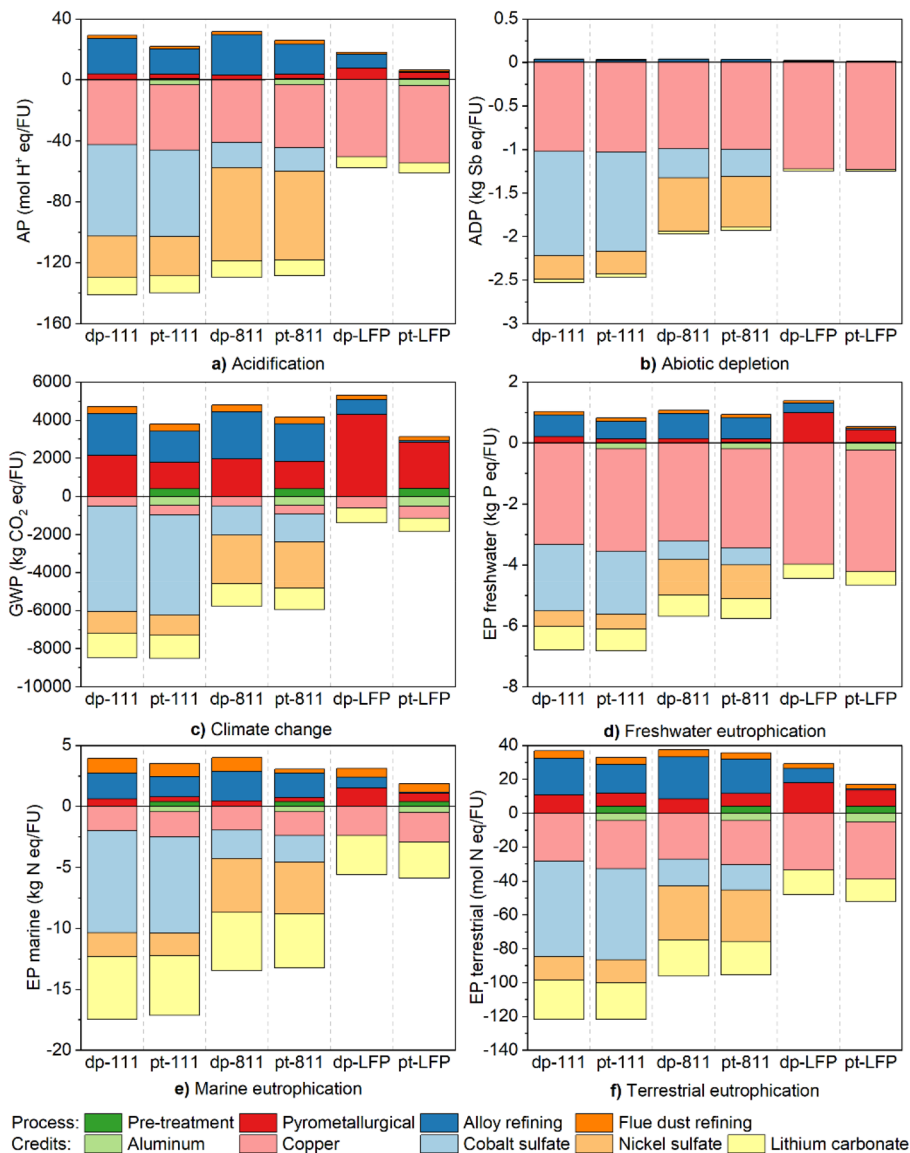 40
0
-40
-80
-120
-160
AP (mol H⁺ eq/FU)
dp-111 pt-111 dp-811 pt-811 dp-LFP pt-LFP
a) Acidification
0.5
0
-0.5
-1
-1.5
-2
-2.5
-3
ADP (kg Sb eq/FU)
dp-111 pt-111 dp-811 pt-811 dp-LFP pt-LFP
b) Abiotic depletion
6000
4000
2000
0
-2000
-4000
-6000
-8000
-10000
GWP (kg CO₂ eq/FU)
dp-111 pt-111 dp-811 pt-811 dp-LFP pt-LFP
c) Climate change
2
0
-2
-4
-6
-8
EP freshwater (kg P eq/FU)
dp-111 pt-111 dp-811 pt-811 dp-LFP pt-LFP
d) Freshwater eutrophication
5
0
-5
-10
-15
-20
EP marine (kg N eq/FU)
dp-111 pt-111 dp-811 pt-811 dp-LFP pt-LFP
e) Marine eutrophication
40
20
0
-20
-40
-60
-80
-100
-120
-140
EP terrestrial (mol N eq/FU)
dp-111 pt-111 dp-811 pt-811 dp-LFP pt-LFP
f) Terrestrial eutrophication
Process: Pre-treatment Pyrometallurgical Alloy refining Flue dust refining
Credits: Aluminum Copper Cobalt sulfate Nickel sulfate Lithium carbonate